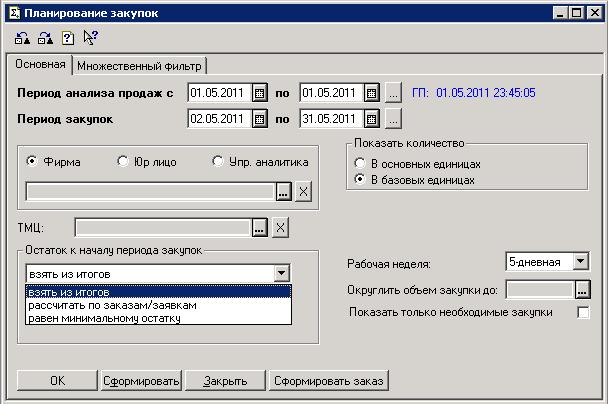 Планирование закупок
Основная Множественный фильтр
Период анализа продаж с 01.05.2011 по 01.05.2011 ... ГП: 01.05.2011 23:45:05
Период закупок 02.05.2011 по 31.05.2011 ...
Показать количество
Фирма Юр лицо Упр. аналитика
В основных единицах
В базовых единицах
... X
ТМЦ: ... X
Остаток к началу периода закупок
взять из итогов
взять из итогов
рассчитать по заказам/заявкам
равен минимальному остатку
Рабочая неделя: 5-дневная
Округлить объем закупки до: ...
Показать только необходимые закупки
OK Сформировать Закрыть Сформировать заказ